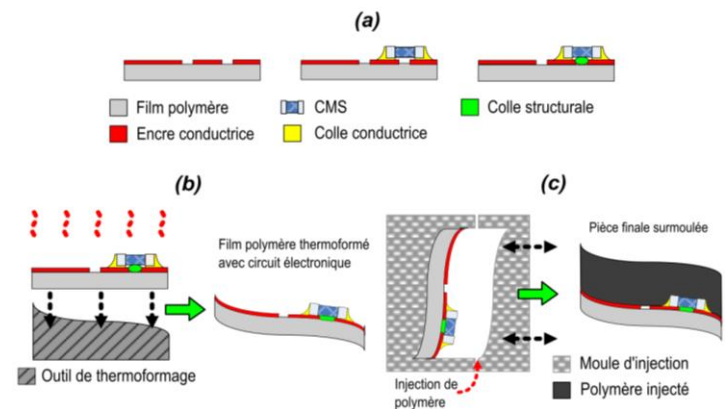 (a)
Film polymère
CMS
Colle structurale
Encre conductrice
Colle conductrice
(b)
(c)
Film polymère thermoformé
avec circuit électronique
Outil de thermoformage
Pièce finale surmoulée
Injection de
polymère
Moule d'injection
Polymère injecté